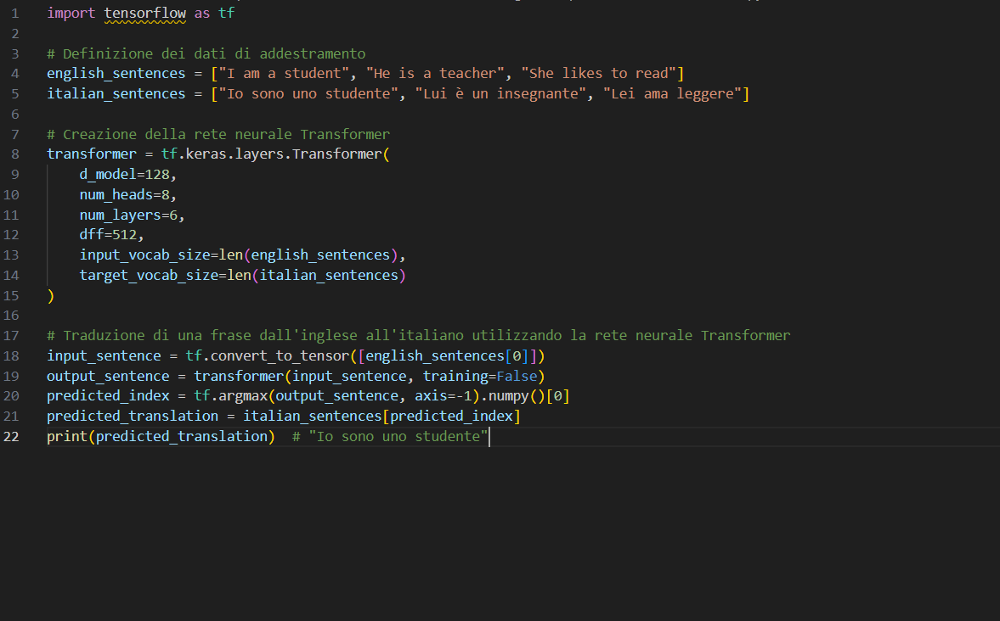 1 import tensorflow as tf
2
3 # Definizione dei dati di addestramento
4 english_sentences = ["I am a student", "He is a teacher", "She likes to read"]
5 italian_sentences = ["Io sono uno studente", "Lui è un insegnante", "Lei ama leggere"]
6
7 # Creazione della rete neurale Transformer
8 transformer = tf.keras.layers.Transformer(
9     d_model=128,
10     num_heads=8,
11     num_layers=6,
12     dff=512,
13     input_vocab_size=len(english_sentences),
14     target_vocab_size=len(italian_sentences)
15 )
16
17 # Traduzione di una frase dall'inglese all'italiano utilizzando la rete neurale Transformer
18 input_sentence = tf.convert_to_tensor([english_sentences[0]])
19 output_sentence = transformer(input_sentence, training=False)
20 predicted_index = tf.argmax(output_sentence, axis=-1).numpy()[0]
21 predicted_translation = italian_sentences[predicted_index]
22 print(predicted_translation)  # "Io sono uno studente"